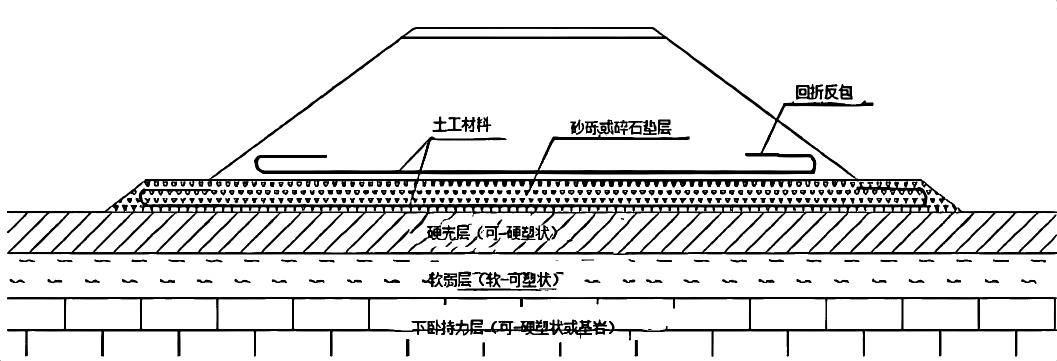 回折反包
土工材料
砂砾或碎石垫层
硬壳层（可-硬塑状）
软弱层（软-可塑状）
下卧持力层（可-硬塑状或基岩）